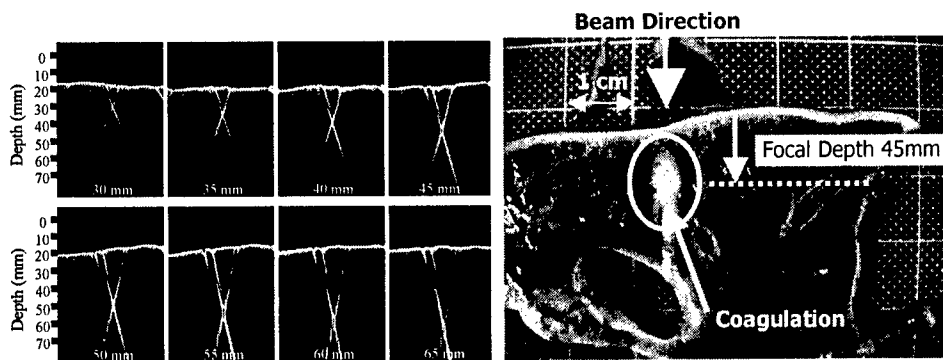 Beam Direction
0
10
20
30
40
50
60
70
Depth (mm)
30 mm
35 mm
40 mm
45 mm
0
10
20
30
40
50
60
70
Depth (mm)
50 mm
55 mm
60 mm
65 mm
1 cm
Focal Depth 45mm
Coagulation